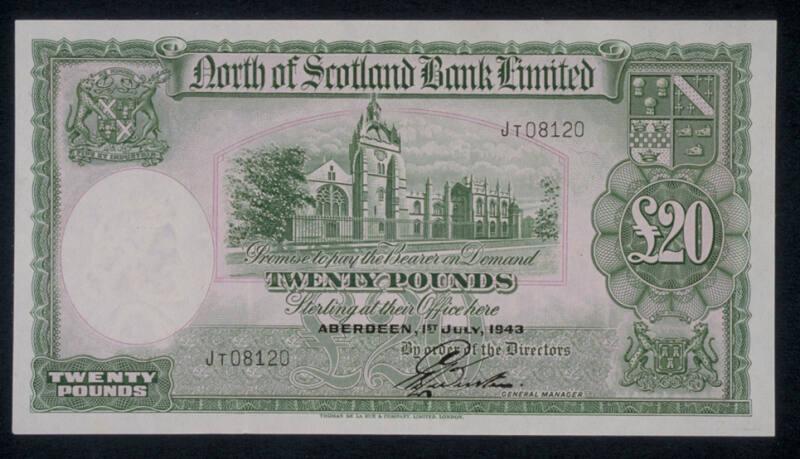 North of Scotland Bank Limited
JT08120
Promise to pay the Bearer on Demand
TWENTY POUNDS
Sterling at their Office here
ABERDEEN, 1ST JULY, 1943
By order of the Directors
JT08120
GENERAL MANAGER
£20
£20
TWENTY
POUNDS
THOMAS DE LA RUE & COMPANY, LIMITED, LONDON.